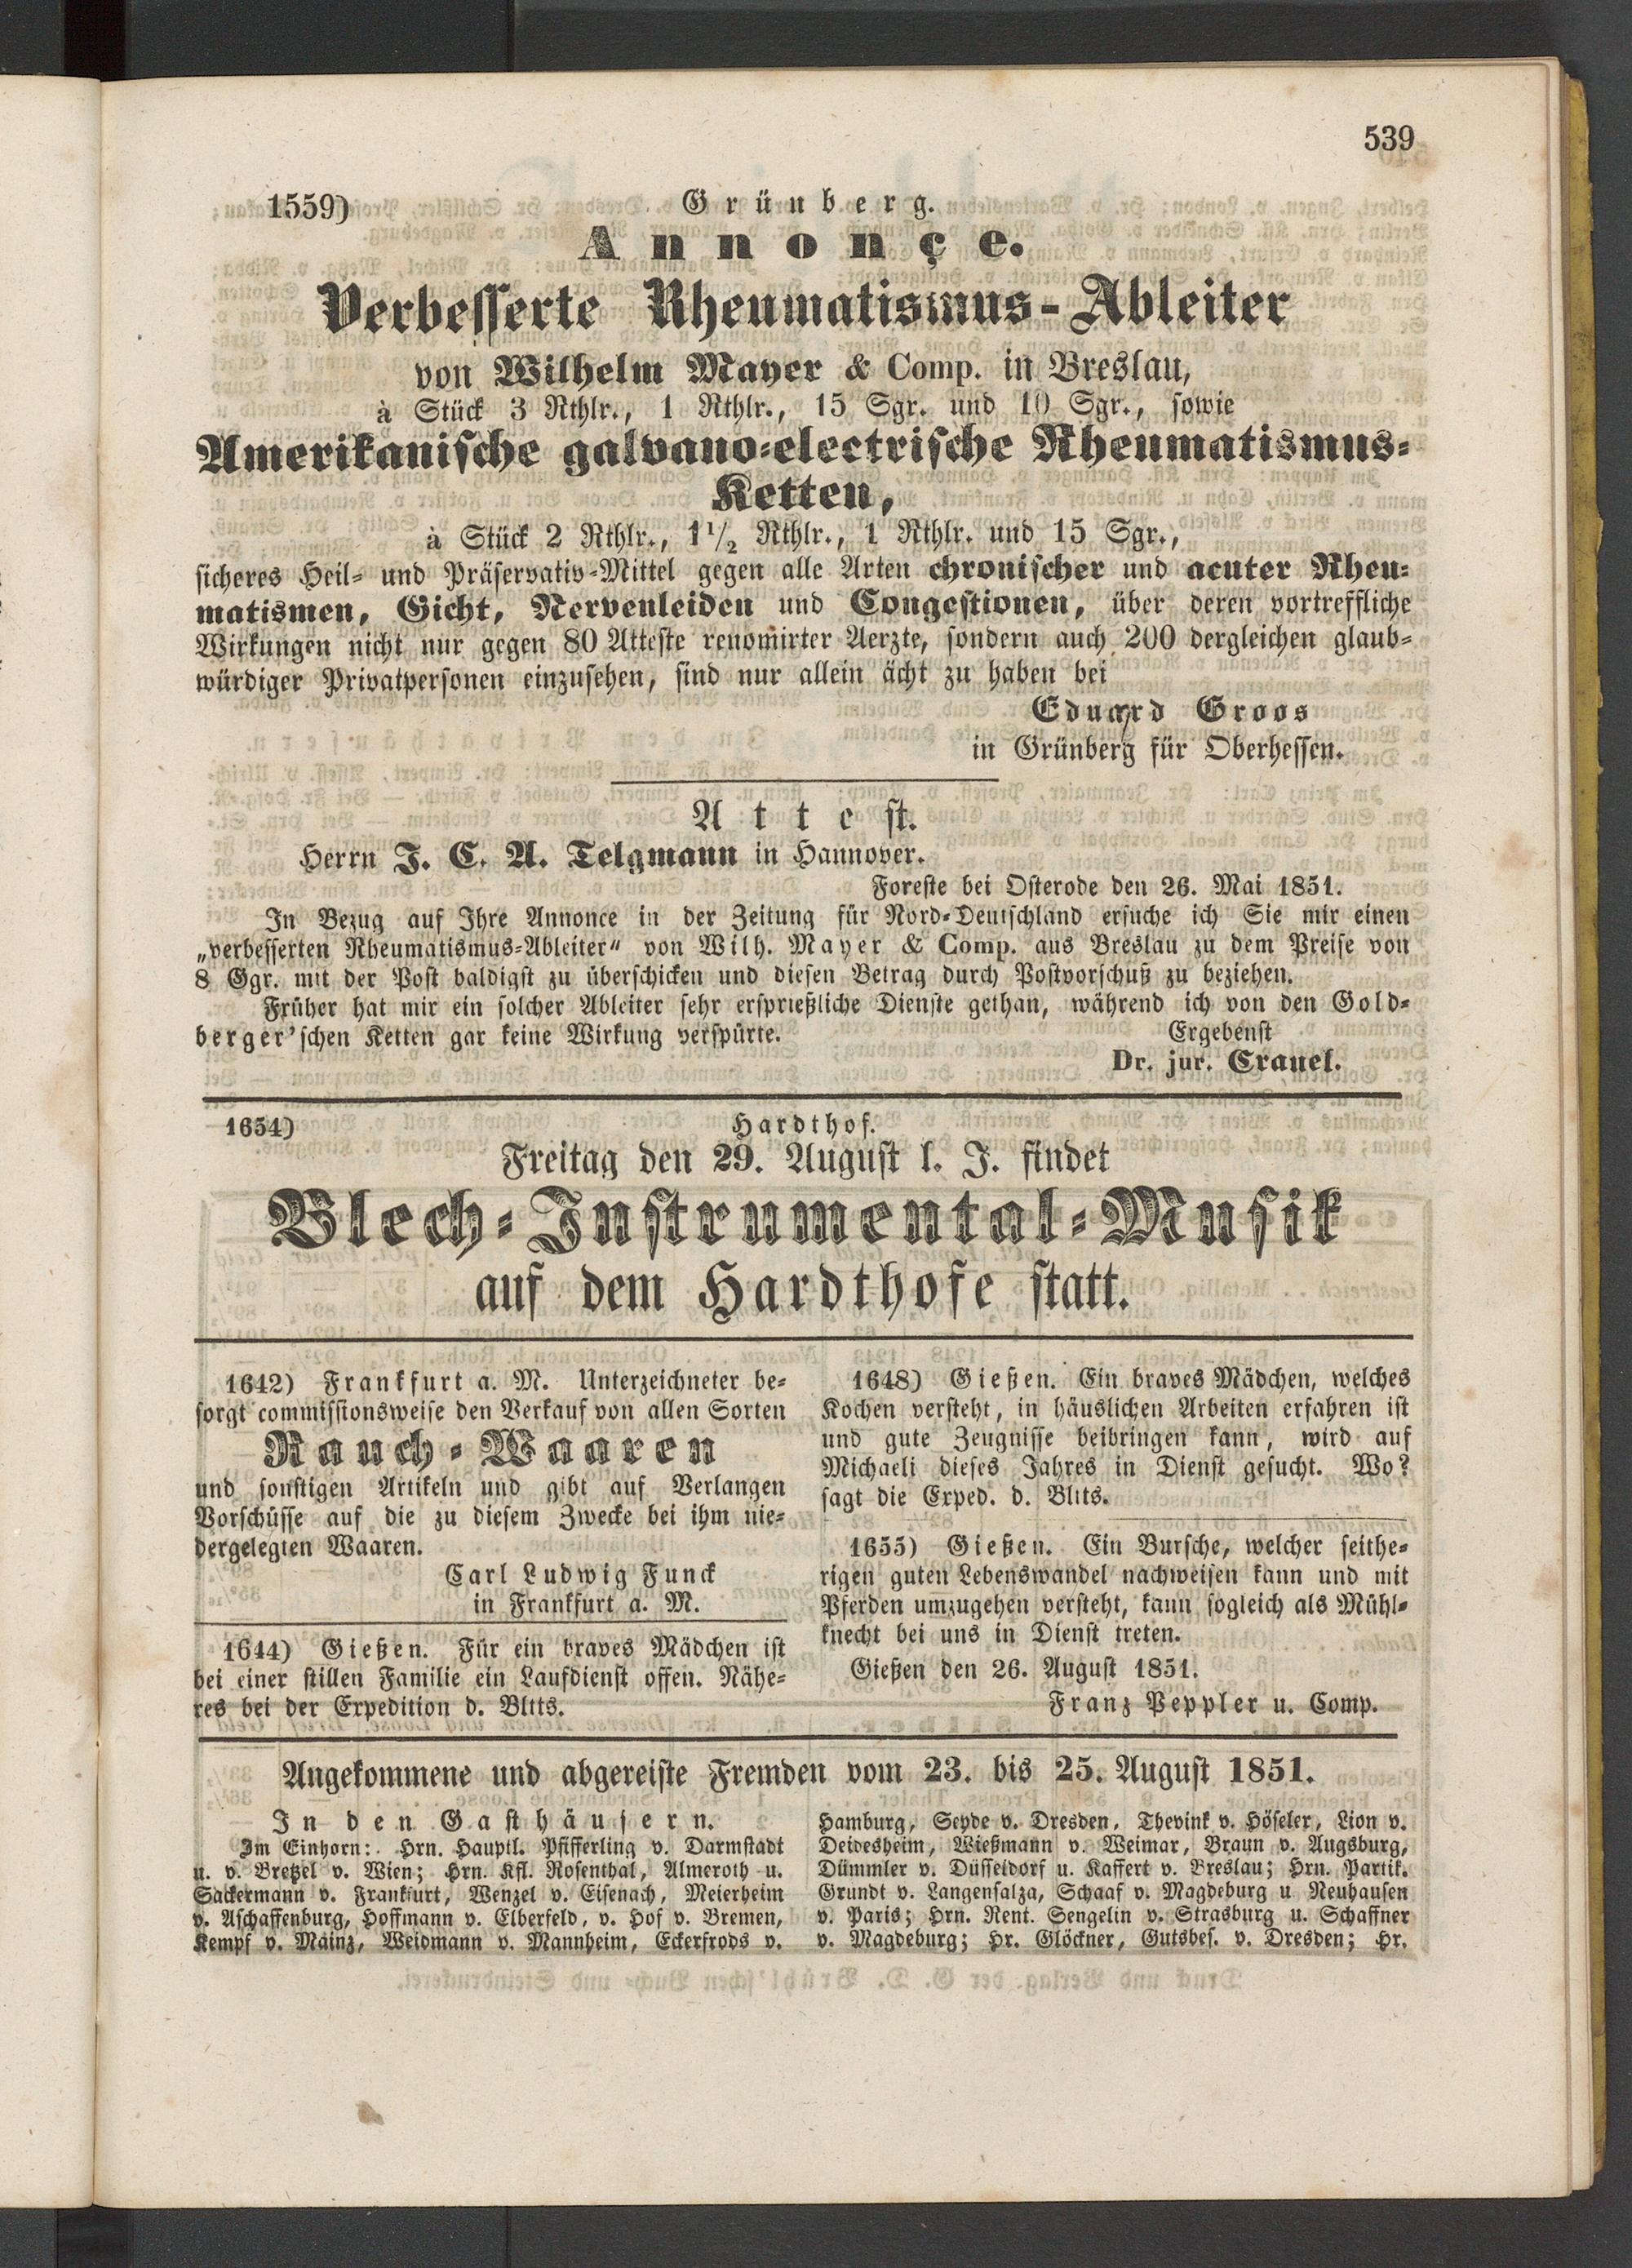 539
1559) Grünberg.
Annonçe.
Verbesserte Rheumatismus-Ableiter
von Wilhelm Mayer & Comp. in Breslau,
à Stück 3 Rthlr., 1 Rthlr., 15 Sgr. und 10 Sgr., sowie
Amerikanische galvano-electrische Rheumatismus-
Ketten,
à Stück 2 Rthlr., 1½ Rthlr., 1 Rthlr. und 15 Sgr.,
sicheres Heil- und Präservativ-Mittel gegen alle Arten chronischer und acuter Rheu-
matismen, Gicht, Nervenleiden und Congestionen, über deren vortreffliche
Wirkungen nicht nur gegen 80 Atteste renomirter Aerzte, sondern auch 200 dergleichen glaub-
würdiger Privatpersonen einzusehen, sind nur allein ächt zu haben bei
Eduard Groos
in Grünberg für Oberhessen.
Attest.
Herrn J. C. A. Telgmann in Hannover.
Foreste bei Osterode den 26. Mai 1851.
In Bezug auf Ihre Annonce in der Zeitung für Nord-Deutschland ersuche ich Sie mir einen
„verbesserten Rheumatismus-Ableiter" von Wilh. Mayer & Comp. aus Breslau zu dem Preise von
8 Ggr. mit der Post baldigst zu überschicken und diesen Betrag durch Postvorschuß zu beziehen.
Früher hat mir ein solcher Ableiter sehr ersprießliche Dienste gethan, während ich von den Gold-
berger'schen Ketten gar keine Wirkung verspürte. Ergebenst
Dr. jur. Crauel.
1654) Hardthof.
Freitag den 29. August l. J. findet
Blech-Instrumental-Musik
auf dem Hardthofe statt.
1642) Frankfurt a. M. Unterzeichneter be-
sorgt commissionsweise den Verkauf von allen Sorten
Rauch-Waaren
und sonstigen Artikeln und gibt auf Verlangen
Vorschüsse auf die zu diesem Zwecke bei ihm nie-
dergelegten Waaren.
Carl Ludwig Funck
in Frankfurt a. M.
1644) Gießen. Für ein braves Mädchen ist
bei einer stillen Familie ein Laufdienst offen. Nähe-
res bei der Expedition d. Bltts.
1648) Gießen. Ein braves Mädchen, welches
Kochen versteht, in häuslichen Arbeiten erfahren ist
und gute Zeugnisse beibringen kann, wird auf
Michaeli dieses Jahres in Dienst gesucht. Wo?
sagt die Exped. d. Bltts.
1655) Gießen. Ein Bursche, welcher seithe-
rigen guten Lebenswandel nachweisen kann und mit
Pferden umzugehen versteht, kann sogleich als Mühl-
knecht bei uns in Dienst treten.
Gießen den 26. August 1851.
Franz Peppler u. Comp.
Angekommene und abgereiste Fremden vom 23. bis 25. August 1851.
In den Gasthäusern.
Im Einhorn: Hrn. Hauptl. Pfifferling v. Darmstadt
u. v. Bretzel v. Wien; Hrn. Kfl. Rosenthal, Almeroth u.
Sackermann v. Frankfurt, Wenzel v. Eisenach, Meierheim
v. Aschaffenburg, Hoffmann v. Elberfeld, v. Hof v. Bremen,
Kempf v. Mainz, Weidmann v. Mannheim, Eckerfrods v.
Hamburg, Seyde v. Dresden, Thevink v. Höseler, Lion v.
Deidesheim, Wießmann v. Weimar, Braun v. Augsburg,
Dümmler v. Düsseldorf u. Kaffert v. Breslau; Hrn. Partik.
Grundt v. Langensalza, Schaaf v. Magdeburg u Neuhausen
v. Paris; Hrn. Rent. Sengelin v. Strasburg u. Schaffner
v. Magdeburg; Hr. Glöckner, Gutsbes. v. Dresden; Hr.